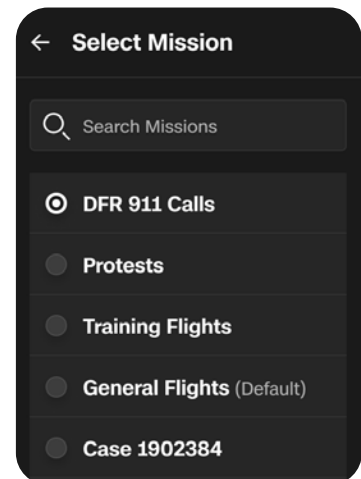 Select Mission
Search Missions
DFR 911 Calls
Protests
Training Flights
General Flights (Default)
Case 1902384